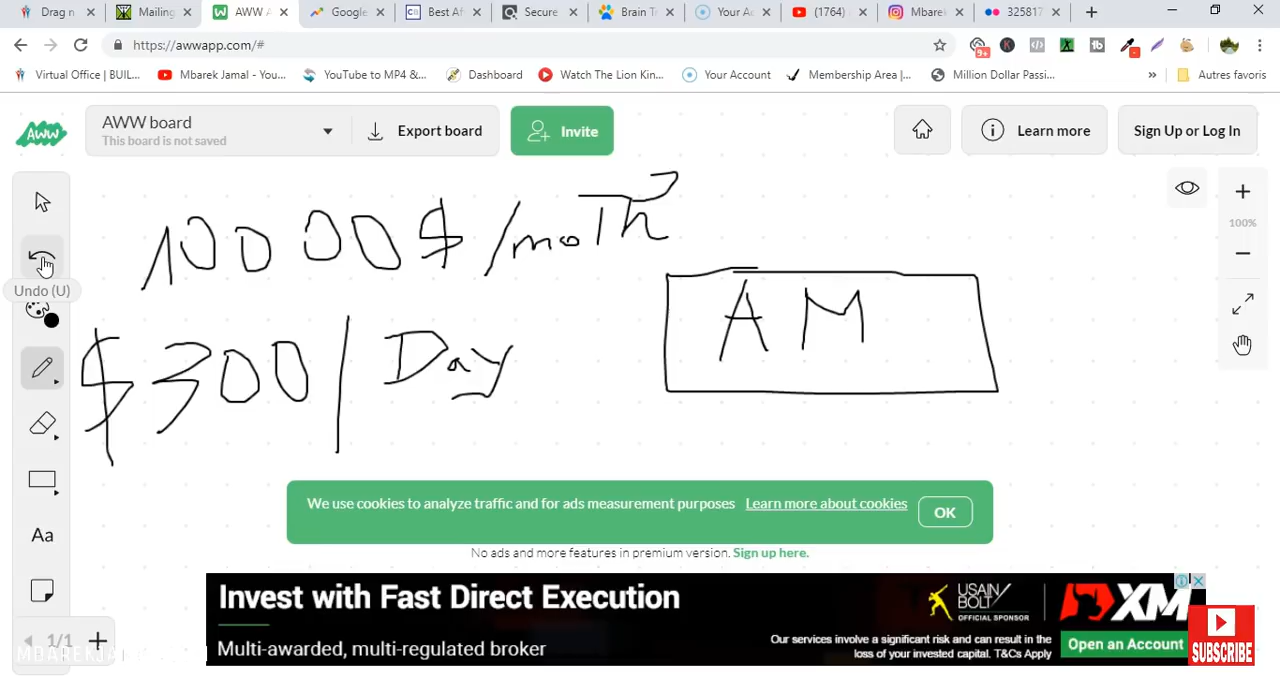 Drag n
Mailing
AWW A
Google
Best Af
Secure
Brain T
Your Ac
(1764)
Mbarek
325817
https://awwapp.com/#
9+
Virtual Office | BUIL...
Mbarek Jamal - You...
YouTube to MP4 &...
Dashboard
Watch The Lion Kin...
Your Account
Membership Area |...
Million Dollar Passi...
»
Autres favoris
AWW
AWW board
This board is not saved
Export board
Invite
Learn more
Sign Up or Log In
10000$/moTh
100%
Undo (U)
$300| Day
A M
We use cookies to analyze traffic and for ads measurement purposes Learn more about cookies OK
No ads and more features in premium version. Sign up here.
Aa
Invest with Fast Direct Execution
USAIN BOLT
OFFICIAL SPONSOR
XM
Multi-awarded, multi-regulated broker
Our services involve a significant risk and can result in the
loss of your invested capital. T&Cs Apply
Open an Account
SUBSCRIBE
1/1